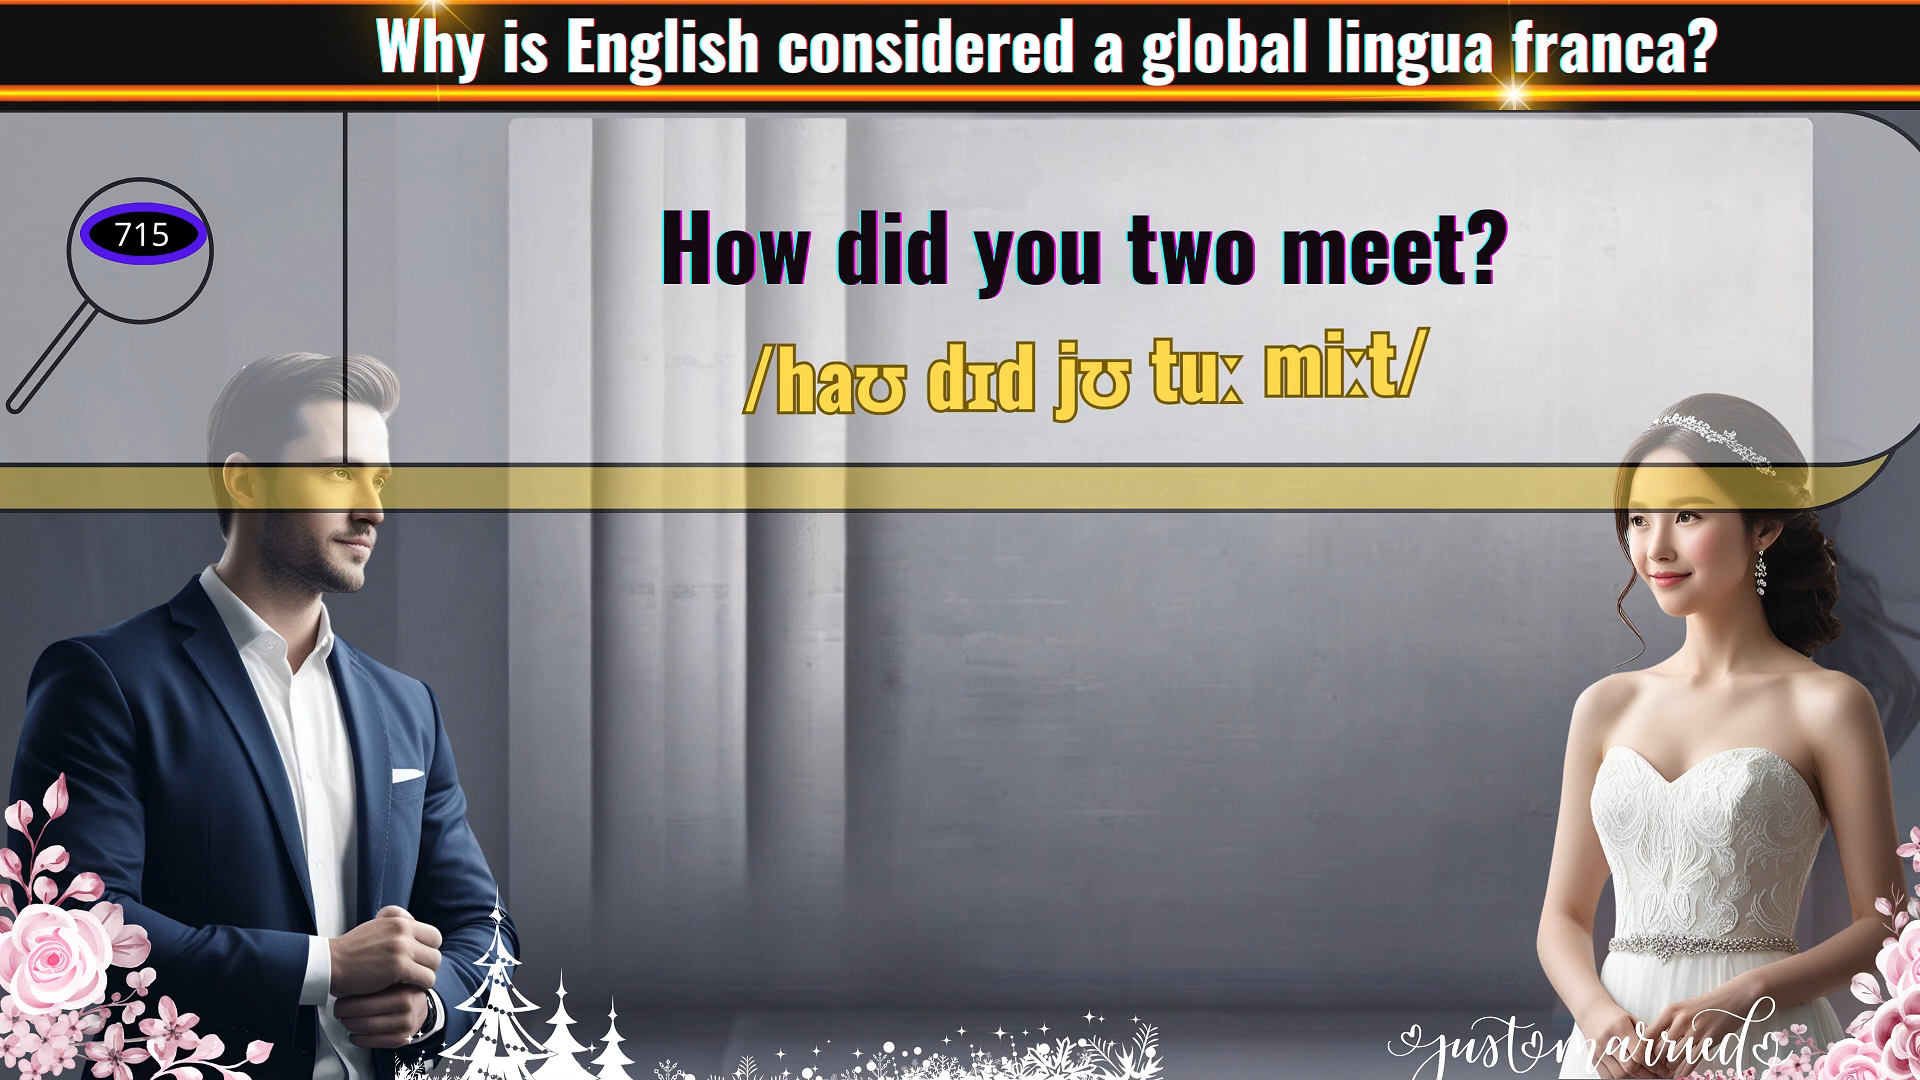 Why is English considered a global lingua franca?
715
How did you two meet?
/haʊ dɪd jʊ tuː miːt/
just married